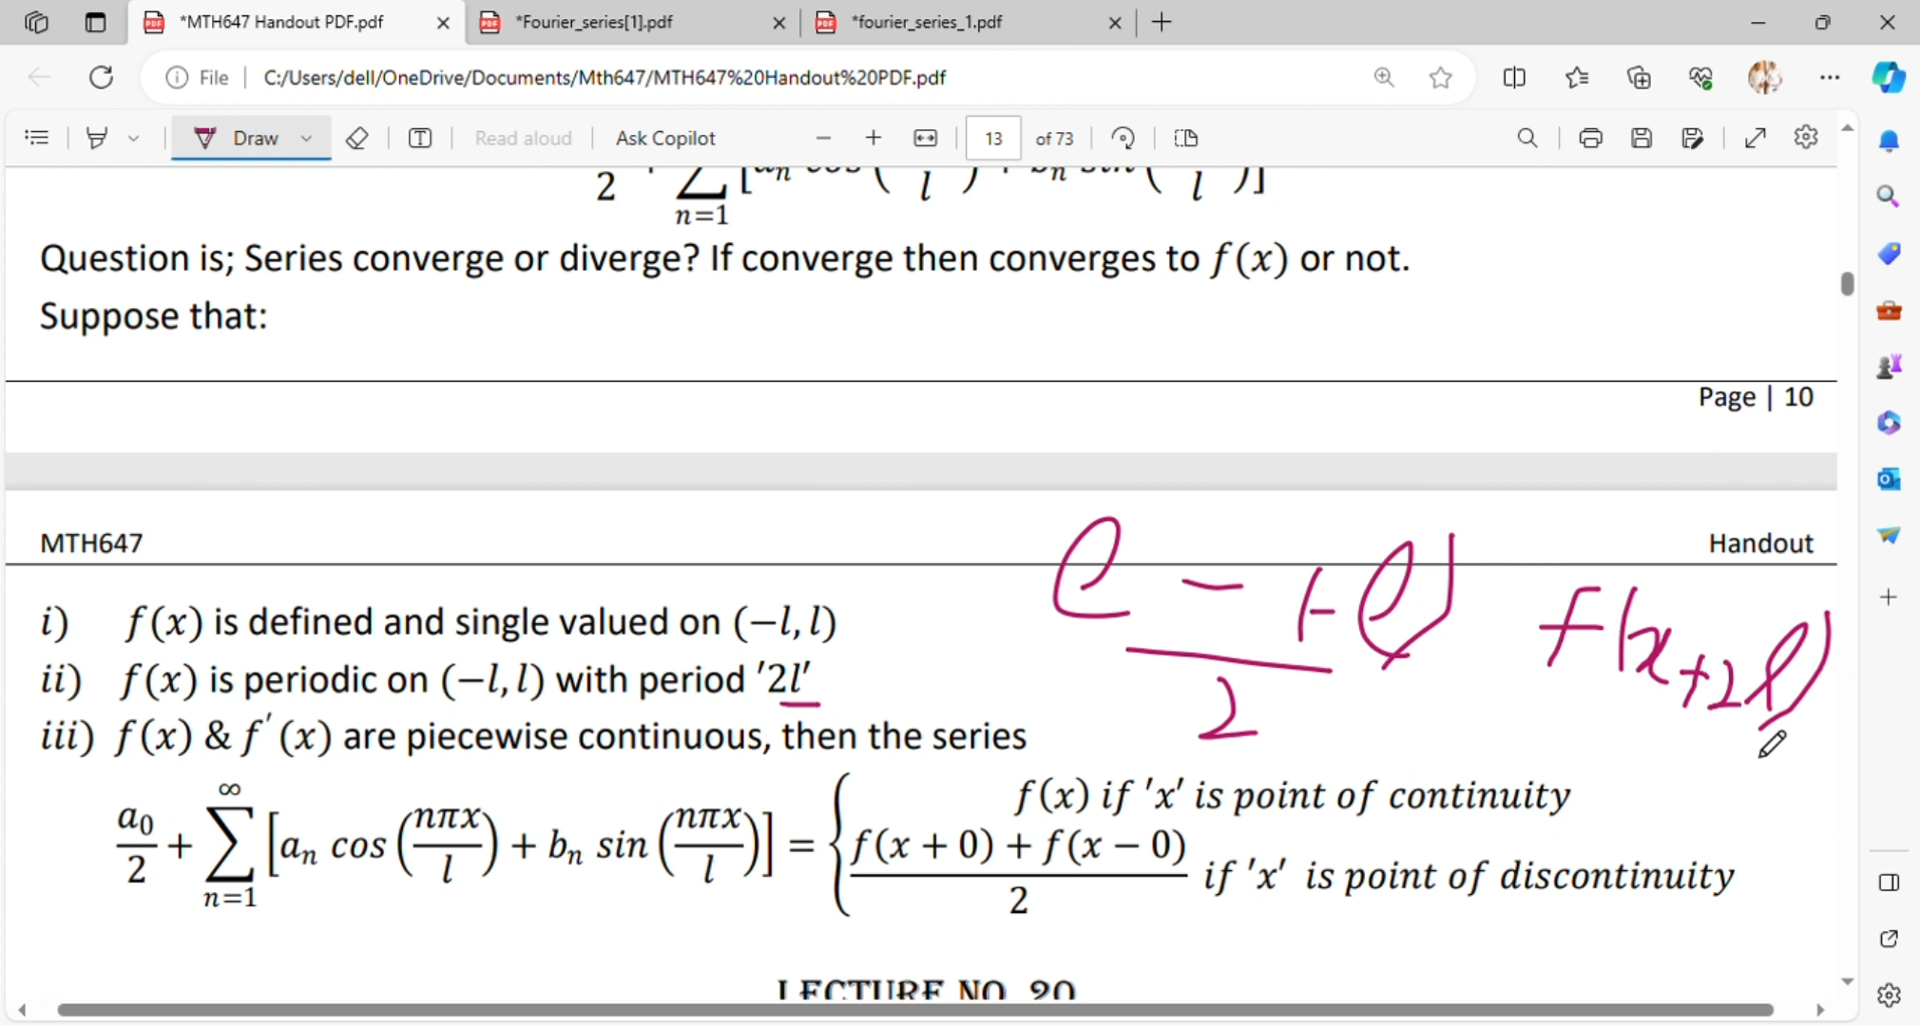 *MTH647 Handout PDF.pdf
*Fourier_series[1].pdf
*fourier_series_1.pdf
File
C:/Users/dell/OneDrive/Documents/Mth647/MTH647%20Handout%20PDF.pdf
Draw
Read aloud
Ask Copilot
13 of 73
2 n=1 l l
Question is; Series converge or diverge? If converge then converges to f(x) or not.
Suppose that:
Page | 10
MTH647 Handout
i) f(x) is defined and single valued on (−l, l)
ii) f(x) is periodic on (−l, l) with period ′2l′
iii) f(x) & f′(x) are piecewise continuous, then the series
a₀/2 + ∑_{n=1}^{∞} [aₙ cos(nπx/l) + bₙ sin(nπx/l)] = { f(x) if ′x′ is point of continuity
(f(x + 0) + f(x − 0))/2 if ′x′ is point of discontinuity
l − (−l)
2
f(x+2l)
LECTURE NO. 20